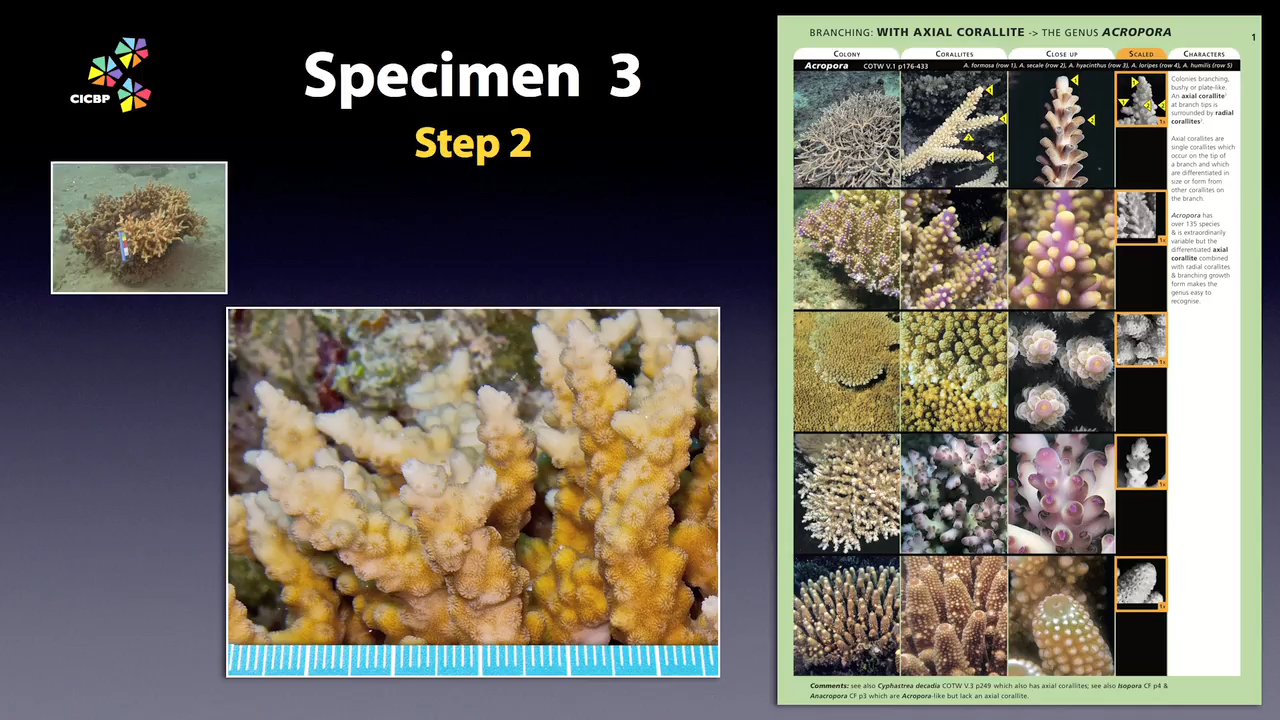 CICBP
Specimen 3
Step 2
BRANCHING: WITH AXIAL CORALLITE -> THE GENUS ACROPORA
1
COLONY
CORALLITES
CLOSE UP
SCALED
CHARACTERS
Acropora COTW V.1 p176-433 A. formosa (row 1), A. secale (row 2), A. hyacinthus (row 3), A. loripes (row 4), A. humilis (row 5)
Colonies branching,
bushy or plate-like.
An axial corallite¹
at branch tips is
surrounded by radial
corallites².
Axial corallites are
single corallites which
occur on the tip of
a branch and which
are differentiated in
size or form from
other corallites on
the branch.
Acropora has
over 135 species
& is extraordinarily
variable but the
differentiated axial
corallite combined
with radial corallites
& branching growth
form makes the
genus easy to
recognise.
1x
1x
1x
1x
1x
Comments: see also Cyphastrea decadia COTW V.3 p249 which also has axial corallites; see also Isopora CF p4 &
Anacropora CF p3 which are Acropora-like but lack an axial corallite.